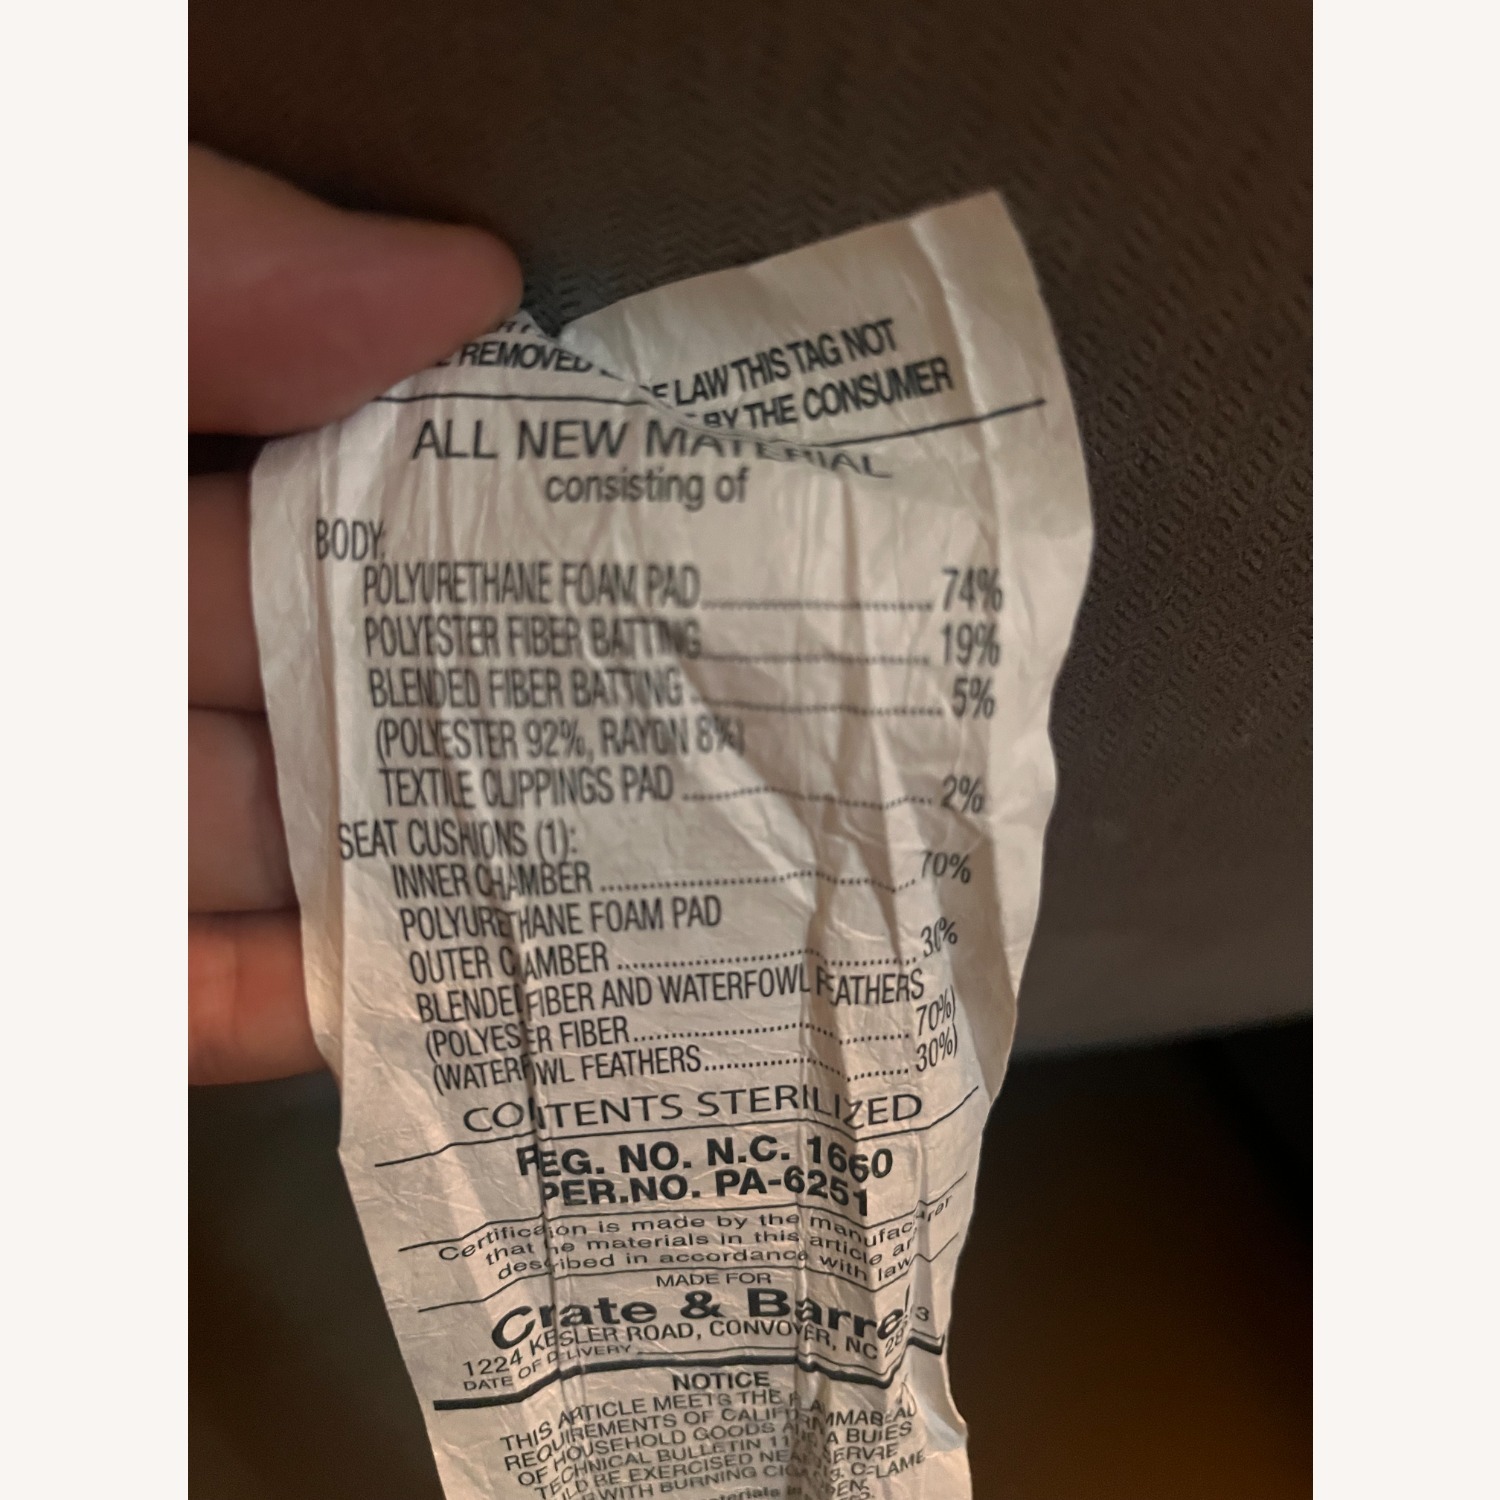 REMOVED
LAW THIS TAG NOT
BY THE CONSUMER
ALL NEW MATERIAL
consisting of
BODY:
POLYURETHANE FOAM PAD 74%
POLYESTER FIBER BATTING 19%
BLENDED FIBER BATTING 5%
(POLYESTER 92%, RAYON 8%)
TEXTILE CLIPPINGS PAD 2%
SEAT CUSHIONS (1):
INNER CHAMBER 70%
POLYURETHANE FOAM PAD
OUTER CHAMBER 30%
BLENDED FIBER AND WATERFOWL FEATHERS
(POLYESTER FIBER 70%)
(WATERFOWL FEATHERS 30%)
CONTENTS STERILIZED
REG. NO. N.C. 1660
PER.NO. PA-6251
Certification is made by the manufacturer
that the materials in this article are
described in accordance with law
MADE FOR
Crate & Barrel
1224 KESLER ROAD, CONVOYER, NC
DATE OF DELIVERY
NOTICE
THIS ARTICLE MEETS THE
REQUIREMENTS OF
OF HOUSEHOLD GOODS
TECHNICAL BULLETIN
BE EXERCISED
WITH BURNING